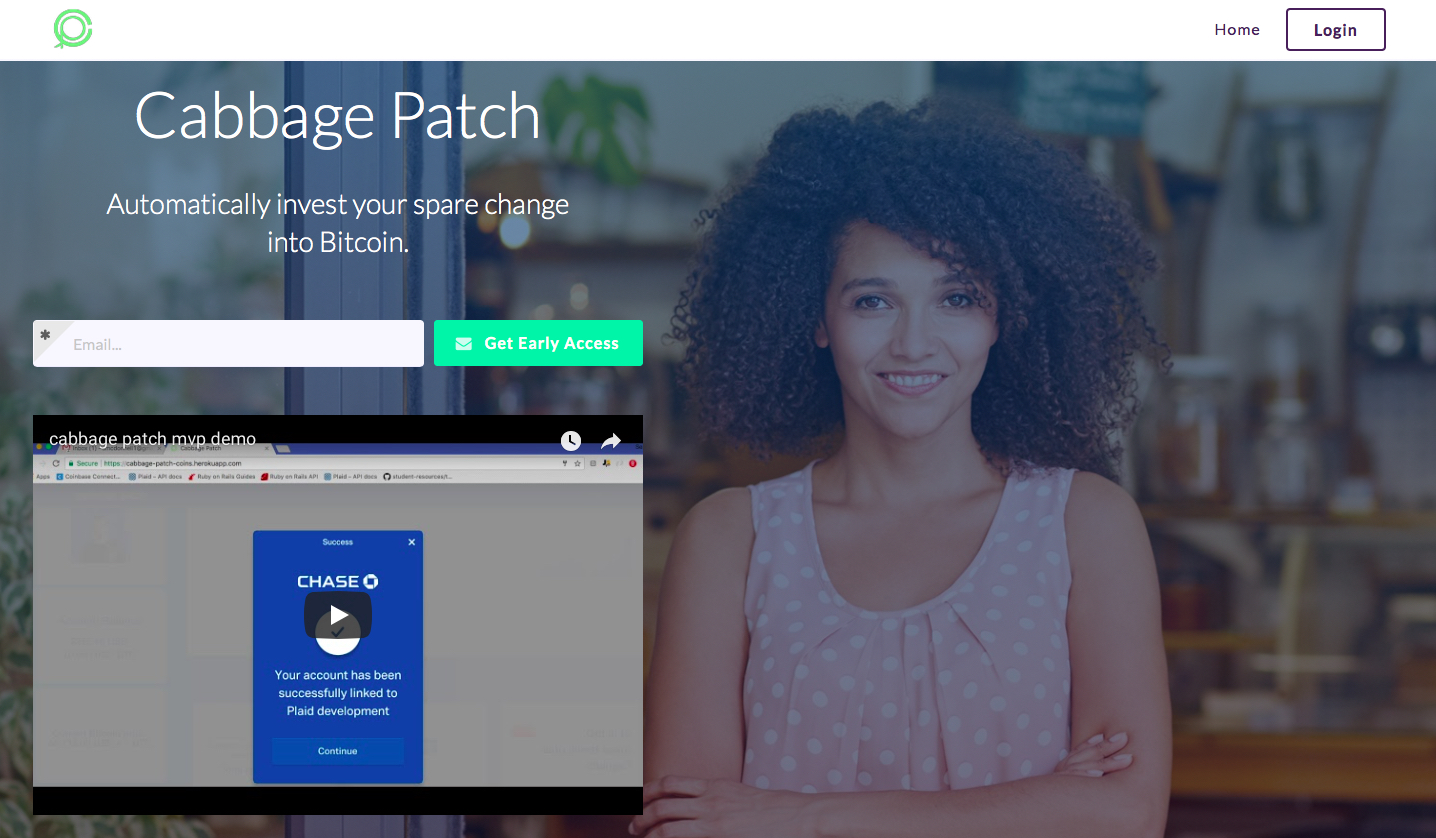 Home
Login
Cabbage Patch
Automatically invest your spare change
into Bitcoin.
Email...
Get Early Access
cabbage patch mvp demo
Cabbage Patch
Secure https://cabbage-patch-coins.herokuapp.com
Apps Coinbase Connect... Plaid - API docs Ruby on Rails Guides Ruby on Rails API Plaid - API docs student-resources/t...
Success
CHASE
Your account has been
successfully linked to
Plaid development
Continue